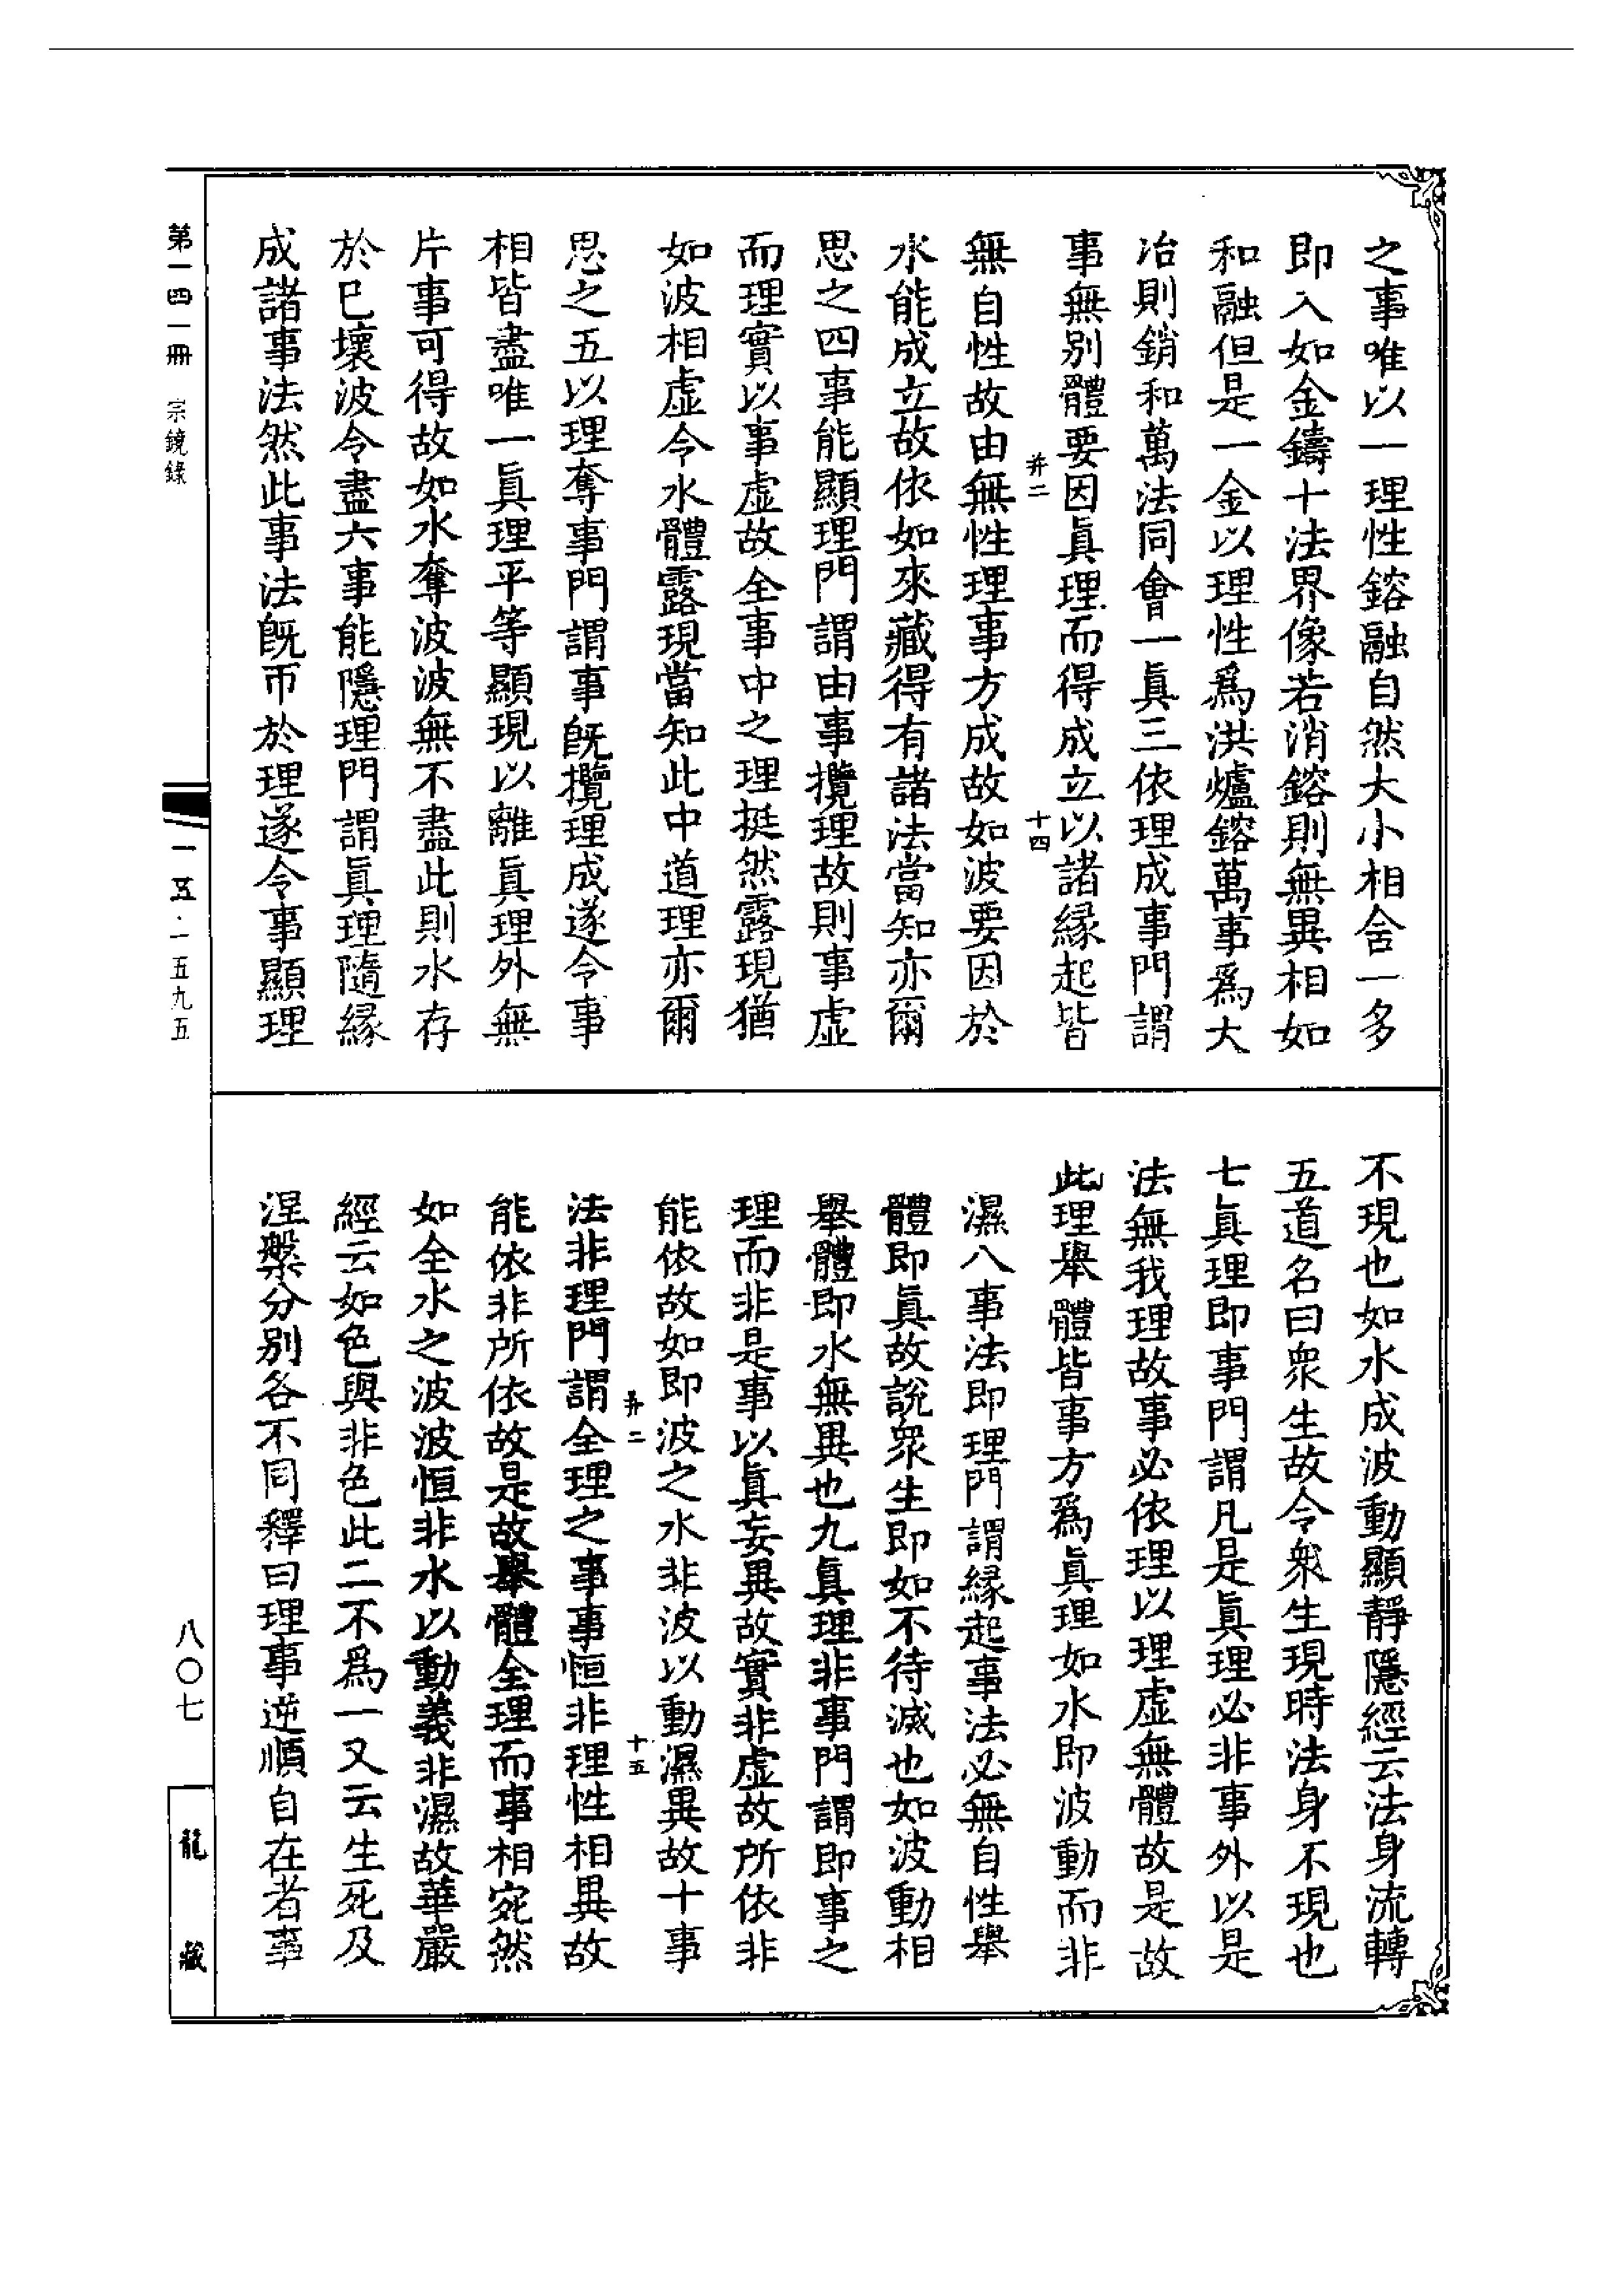 之事唯以一理性鎔融自然大小相含一多
即入如金鑄十法界像若消鎔則無異相如
和融但是一金以理性爲洪爐鎔萬事爲大
冶則銷和萬法同會一眞三依理成事門謂
事無別體要因眞理而得成立以諸緣起皆
十四
無自性故由無性理事方成故如波要因於
水能成立故依如來藏得有諸法當知亦爾
思之四事能顯理門謂由事攬理故則事虛
而理實以事虛故全事中之理挺然露現猶
如波相虛令水體露現當知此中道理亦爾
思之五以理奪事門謂事旣攬理成遂令事
相皆盡唯一眞理平等顯現以離眞理外無
片事可得故如水奪波波無不盡此則水存
於巳壞波令盡六事能隱理門謂眞理隨緣
成諸事法然此事法旣帀於理遂令事顯理
不現也如水成波動顯靜隱經云法身流轉
五道名曰衆生故令衆生現時法身不現也
七眞理即事門謂凡是眞理必非事外以是
法無我理故事必依理以理虛無體故是故
此理舉體皆事方爲眞理如水即波動而非
濕八事法即理門謂緣起事法必無自性舉
體即眞故說衆生即如不待滅也如波動相
舉體即水無異也九眞理非事門謂即事之
理而非是事以眞妄異故實非虛故所依非
能依故如即波之水非波以動濕異故十事
十五
法非理門謂全理之事事恒非理性相異故
能依非所依故是故舉體全理而事相宛然
如全水之波波恒非水以動義非濕故華嚴
經云如色與非色此二不爲一又云生死及
涅槃分別各不同釋曰理事逆順自在者事
第一四一冊 宗鏡錄
一五·一五九五
八〇七
龍藏